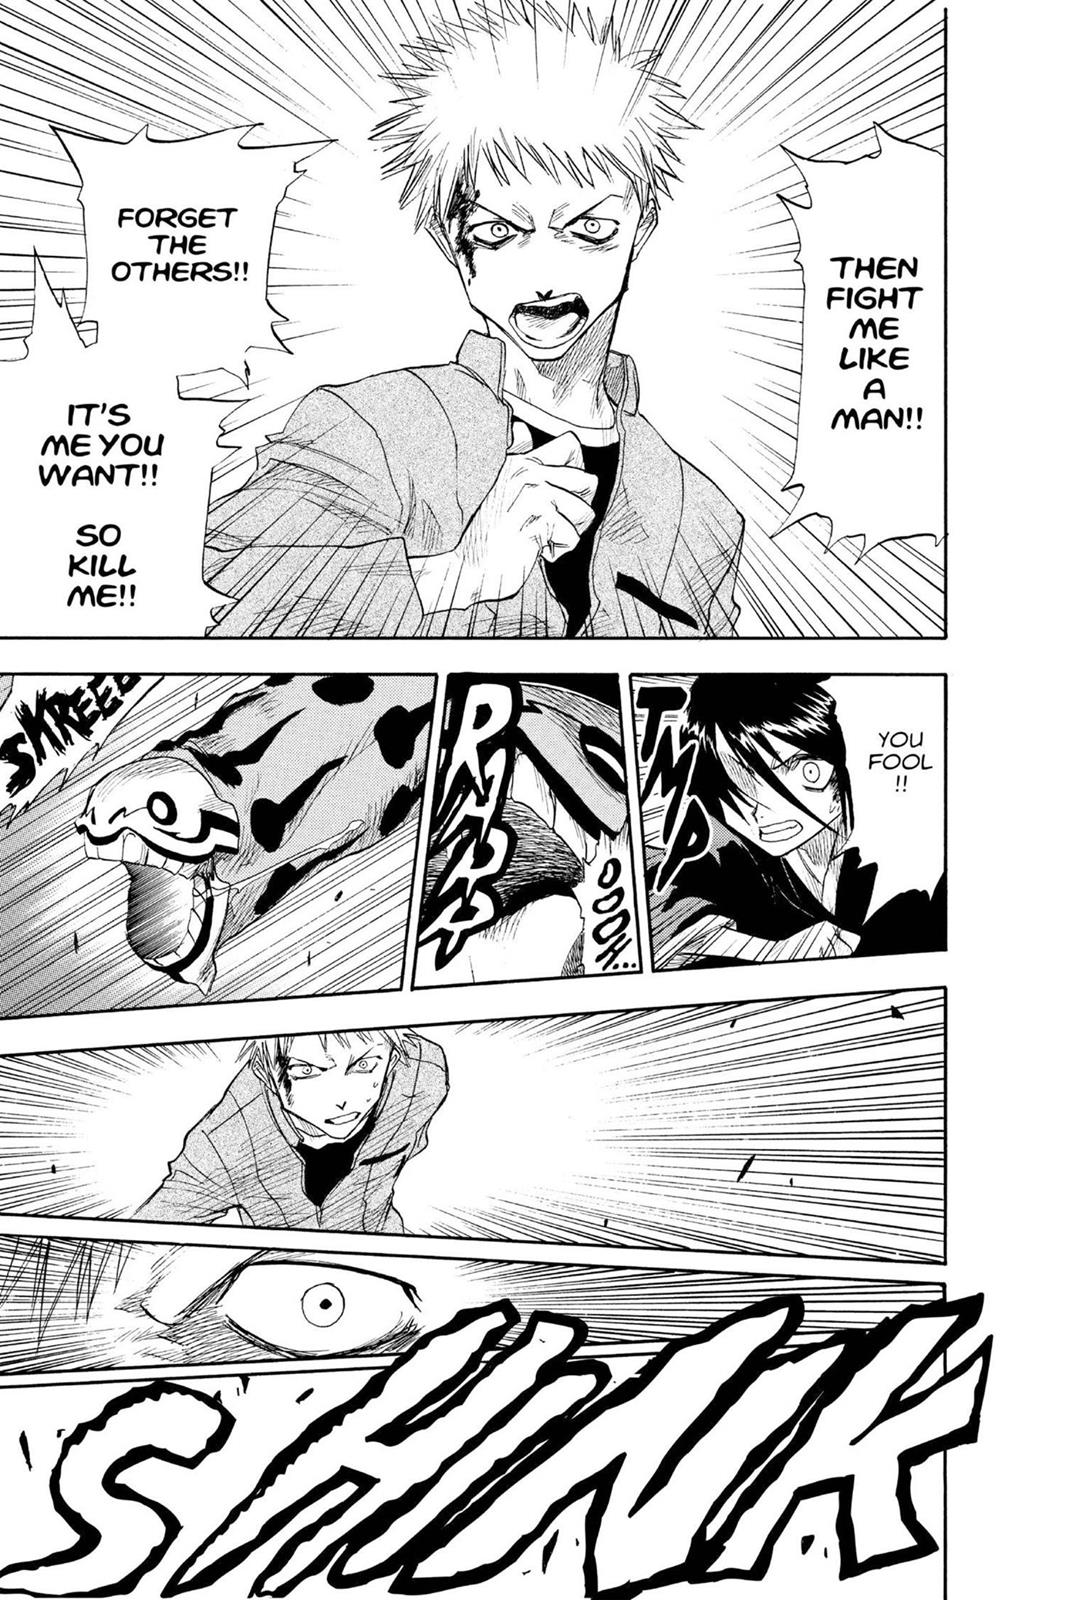 THEN
FIGHT
ME
LIKE
A
MAN!!
FORGET
THE
OTHERS!!
IT'S
ME YOU
WANT!!
SO
KILL
ME!!
YOU
FOOL
!!
TMP
OOOH...
SKREEE
SHNK